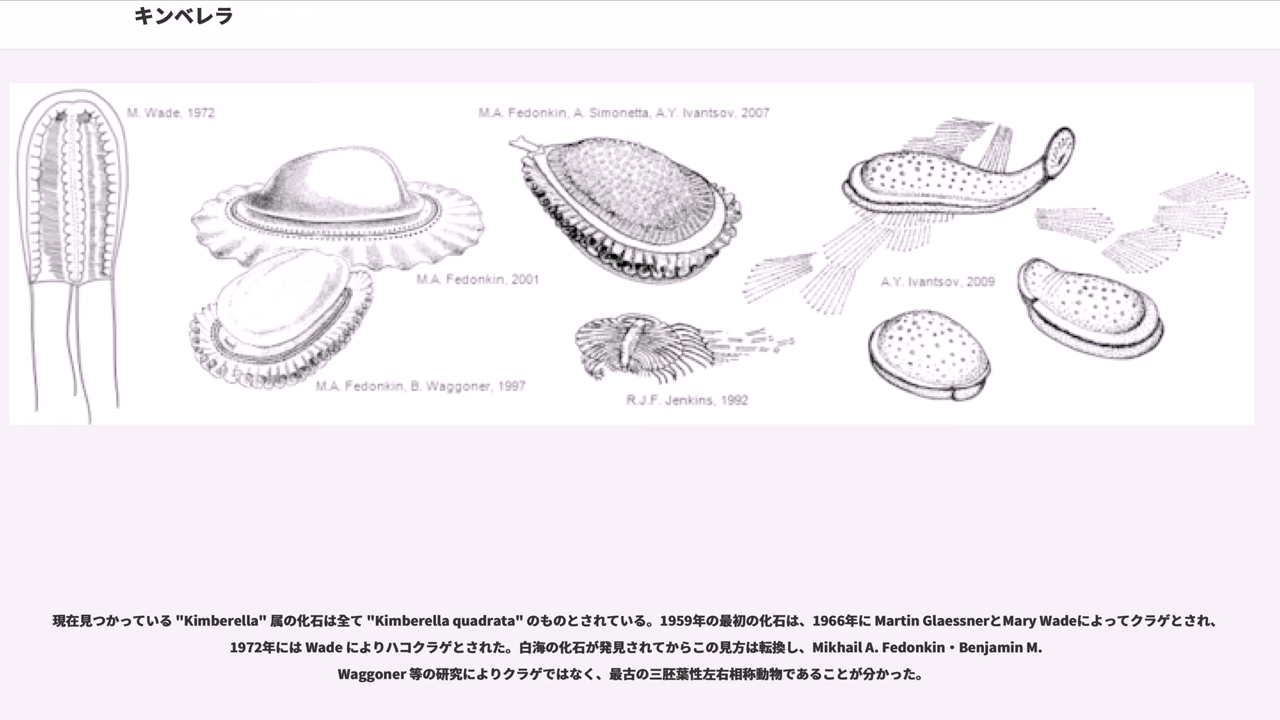 キンベレラ
M. Wade, 1972
M.A. Fedonkin, A. Simonetta, A.Y. Ivantsov, 2007
M.A. Fedonkin, 2001
A.Y. Ivantsov, 2009
M.A. Fedonkin, B. Waggoner, 1997
R.J.F. Jenkins, 1992
現在見つかっている "Kimberella" 属の化石は全て "Kimberella quadrata" のものとされている。1959年の最初の化石は、1966年に Martin GlaessnerとMary Wadeによってクラゲとされ、
1972年には Wade によりハコクラゲとされた。白海の化石が発見されてからこの見方は転換し、Mikhail A. Fedonkin・Benjamin M.
Waggoner 等の研究によりクラゲではなく、最古の三胚葉性左右相称動物であることが分かった。